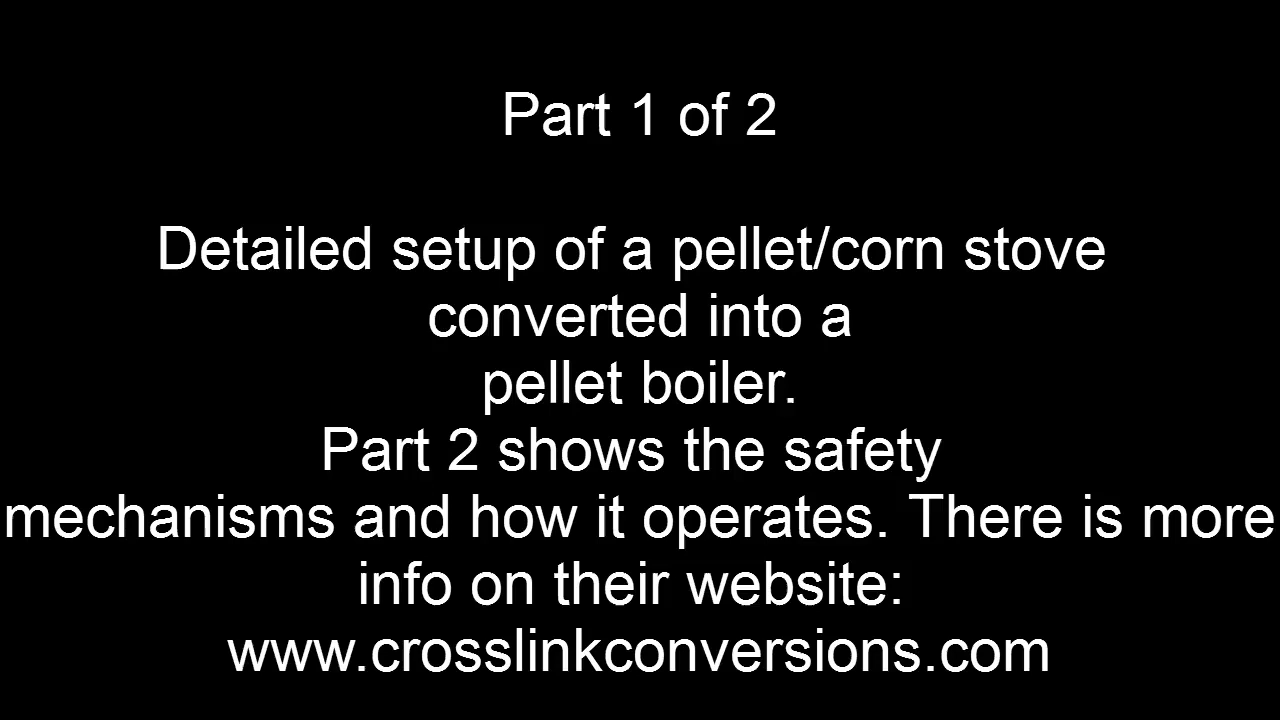 Part 1 of 2
Detailed setup of a pellet/corn stove
converted into a
pellet boiler.
Part 2 shows the safety
mechanisms and how it operates. There is more
info on their website:
www.crosslinkconversions.com